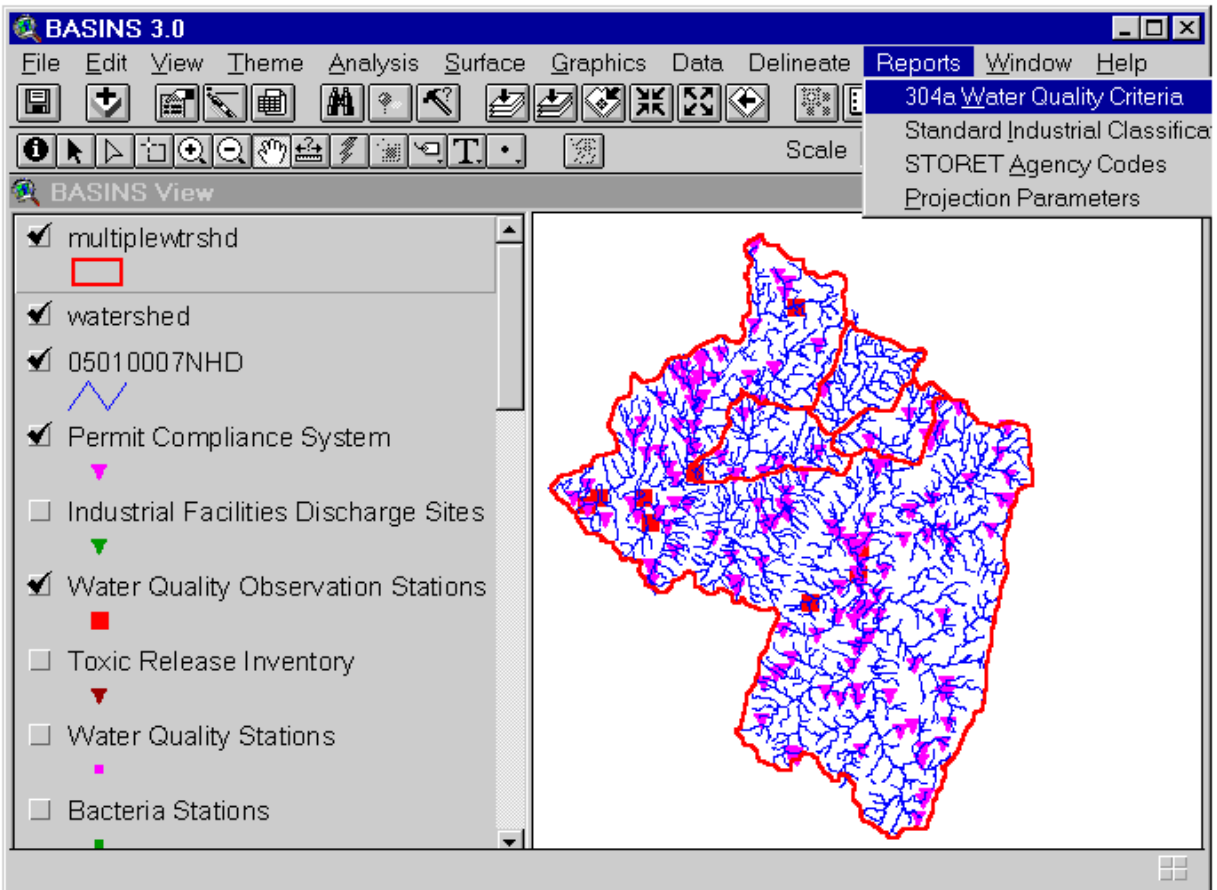 BASINS 3.0
File Edit View Theme Analysis Surface Graphics Data Delineate Reports Window Help
304a Water Quality Criteria
Standard Industrial Classifica
STORET Agency Codes
Projection Parameters
T
Scale
BASINS View
multiplewtrshd
watershed
05010007NHD
Permit Compliance System
Industrial Facilities Discharge Sites
Water Quality Observation Stations
Toxic Release Inventory
Water Quality Stations
Bacteria Stations